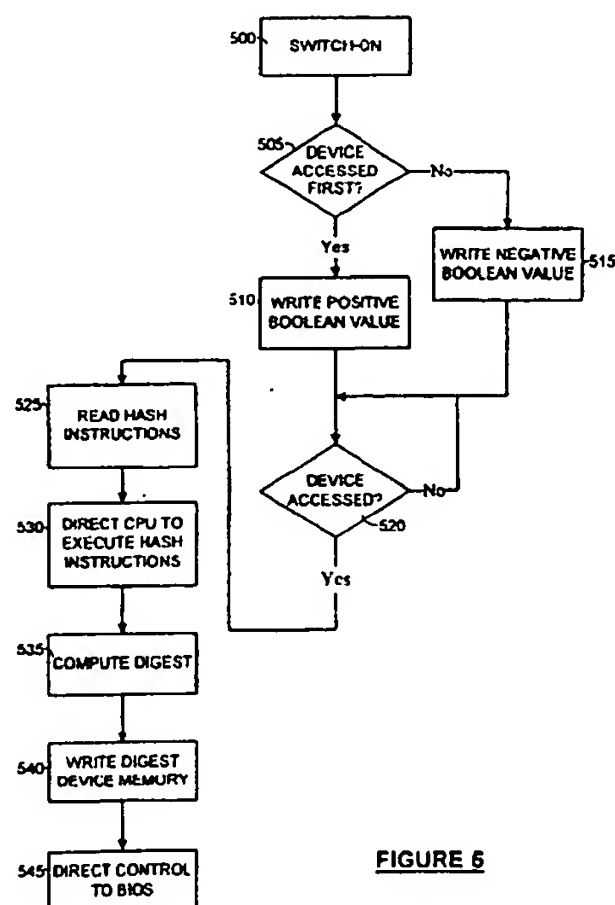 500
SWITCH-ON
505
DEVICE
ACCESSED
FIRST?
No
Yes
WRITE NEGATIVE
BOOLEAN VALUE
515
510
WRITE POSITIVE
BOOLEAN VALUE
525
READ HASH
INSTRUCTIONS
DEVICE
ACCESSED?
No
520
Yes
530
DIRECT CPU TO
EXECUTE HASH
INSTRUCTIONS
535
COMPUTE DIGEST
540
WRITE DIGEST
DEVICE MEMORY
545
DIRECT CONTROL
TO BIOS
FIGURE 5